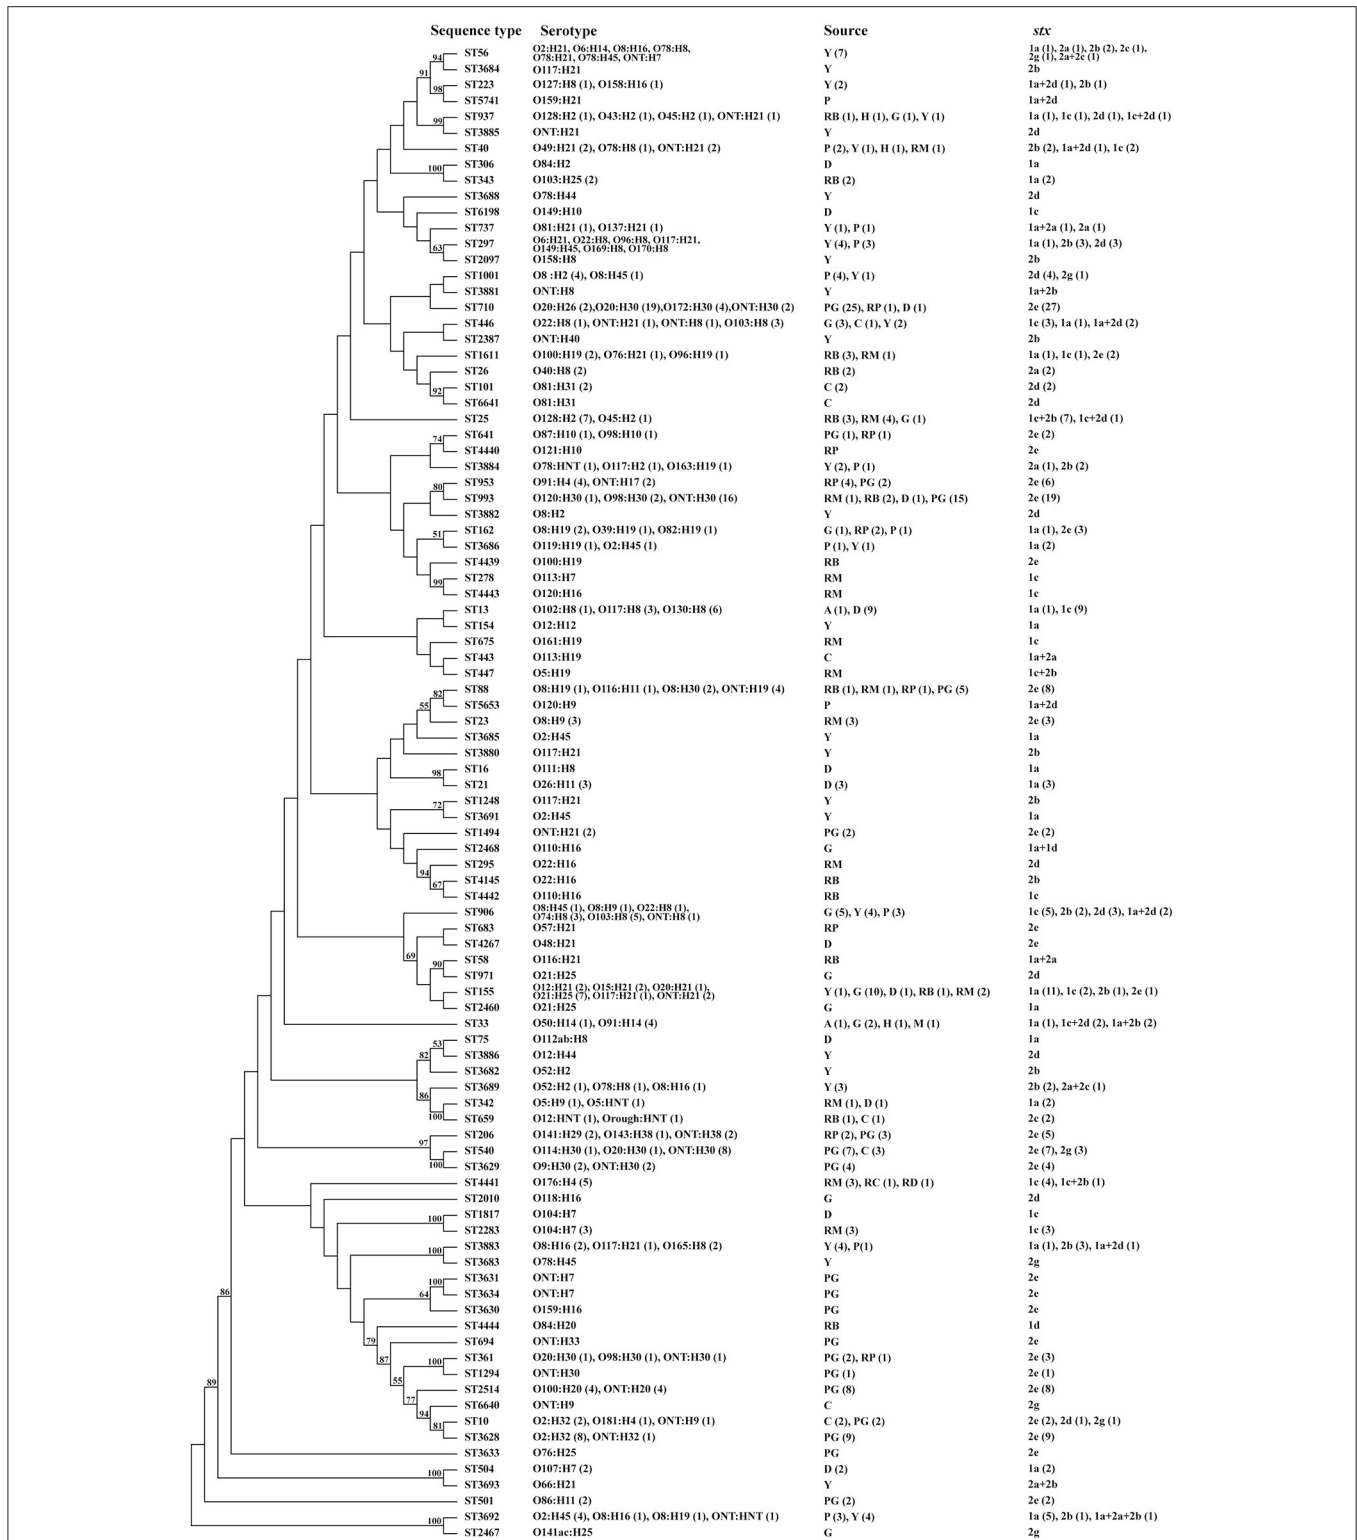 Sequence type Serotype Source stx
ST56 O2:H21, O6:H14, O8:H16, O78:H8, O78:H21, O78:H45, ONT:H7 Y (7) 1a (1), 2a (1), 2b (2), 2c (1), 2g (1), 2a+2c (1)
94
ST3684 O117:H21 Y 2b
91
ST223 O127:H8 (1), O158:H16 (1) Y (2) 1a+2d (1), 2b (1)
98
ST5741 O159:H21 P 1a+2d
ST937 O128:H2 (1), O43:H2 (1), O45:H2 (1), ONT:H21 (1) RB (1), H (1), G (1), Y (1) 1a (1), 1c (1), 2d (1), 1c+2d (1)
99
ST3885 ONT:H21 Y 2d
ST40 O49:H21 (2), O78:H8 (1), ONT:H21 (2) P (2), Y (1), H (1), RM (1) 2b (2), 1a+2d (1), 1c (2)
ST306 O84:H2 D 1a
100
ST343 O103:H25 (2) RB (2) 1a (2)
ST3688 O78:H44 Y 2d
ST6198 O149:H10 D 1c
ST737 O81:H21 (1), O137:H21 (1) Y (1), P (1) 1a+2a (1), 2a (1)
ST297 O6:H21, O22:H8, O96:H8, O117:H21, O149:H45, O169:H8, O170:H8 Y (4), P (3) 1a (1), 2b (3), 2d (3)
63
ST2097 O158:H8 Y 2b
ST1001 O8 :H2 (4), O8:H45 (1) P (4), Y (1) 2d (4), 2g (1)
ST3881 ONT:H8 Y 1a+2b
ST710 O20:H26 (2),O20:H30 (19),O172:H30 (4),ONT:H30 (2) PG (25), RP (1), D (1) 2e (27)
ST446 O22:H8 (1), ONT:H21 (1), ONT:H8 (1), O103:H8 (3) G (3), C (1), Y (2) 1c (3), 1a (1), 1a+2d (2)
ST2387 ONT:H40 Y 2b
ST1611 O100:H19 (2), O76:H21 (1), O96:H19 (1) RB (3), RM (1) 1a (1), 1c (1), 2e (2)
ST26 O40:H8 (2) RB (2) 2a (2)
ST101 O81:H31 (2) C (2) 2d (2)
92
ST6641 O81:H31 C 2d
ST25 O128:H2 (7), O45:H2 (1) RB (3), RM (4), G (1) 1c+2b (7), 1c+2d (1)
ST641 O87:H10 (1), O98:H10 (1) PG (1), RP (1) 2e (2)
74
ST4440 O121:H10 RP 2e
ST3884 O78:HNT (1), O117:H2 (1), O163:H19 (1) Y (2), P (1) 2a (1), 2b (2)
ST953 O91:H4 (4), ONT:H17 (2) RP (4), PG (2) 2e (6)
80
ST993 O120:H30 (1), O98:H30 (2), ONT:H30 (16) RM (1), RB (2), D (1), PG (15) 2e (19)
ST3882 O8:H2 Y 2d
ST162 O8:H19 (2), O39:H19 (1), O82:H19 (1) G (1), RP (2), P (1) 1a (1), 2e (3)
51
ST3686 O119:H19 (1), O2:H45 (1) P (1), Y (1) 1a (2)
ST4439 O100:H19 RB 2e
ST278 O113:H7 RM 1c
99
ST4443 O120:H16 RM 1c
ST13 O102:H8 (1), O117:H8 (3), O130:H8 (6) A (1), D (9) 1a (1), 1c (9)
ST154 O12:H12 Y 1a
ST675 O161:H19 RM 1c
ST443 O113:H19 C 1a+2a
ST447 O5:H19 RM 1c+2b
ST88 O8:H19 (1), O116:H11 (1), O8:H30 (2), ONT:H19 (4) RB (1), RM (1), RP (1), PG (5) 2e (8)
82
ST5653 O120:H9 P 1a+2d
55
ST23 O8:H9 (3) RM (3) 2e (3)
ST3685 O2:H45 Y 1a
ST3880 O117:H21 Y 2b
ST16 O111:H8 D 1a
98
ST21 O26:H11 (3) D (3) 1a (3)
ST1248 O117:H21 Y 2b
72
ST3691 O2:H45 Y 1a
ST1494 ONT:H21 (2) PG (2) 2e (2)
ST2468 O110:H16 G 1a+1d
ST295 O22:H16 RM 2d
94
ST4145 O22:H16 RB 2b
67
ST4442 O110:H16 RB 1c
ST906 O8:H45 (1), O8:H9 (1), O22:H8 (1), O74:H8 (3), O103:H8 (5), ONT:H8 (1) G (5), Y (4), P (3) 1c (5), 2b (2), 2d (3), 1a+2d (2)
ST683 O57:H21 RP 2e
ST4267 O48:H21 D 2e
69
ST58 O116:H21 RB 1a+2a
90
ST971 O21:H25 G 2d
ST155 O12:H21 (2), O15:H21 (2), O20:H21 (1), O21:H25 (7), O117:H21 (1), ONT:H21 (2) Y (1), G (10), D (1), RB (1), RM (2) 1a (11), 1c (2), 2b (1), 2e (1)
ST2460 O21:H25 G 1a
ST33 O50:H14 (1), O91:H14 (4) A (1), G (2), H (1), M (1) 1a (1), 1c+2d (2), 1a+2b (2)
ST75 O112ab:H8 D 1a
53
ST3886 O12:H44 Y 2d
82
ST3682 O52:H2 Y 2b
ST3689 O52:H2 (1), O78:H8 (1), O8:H16 (1) Y (3) 2b (2), 2a+2c (1)
86
ST342 O5:H9 (1), O5:HNT (1) RM (1), D (1) 1a (2)
100
ST659 O12:HNT (1), Orough:HNT (1) RB (1), C (1) 2c (2)
ST206 O141:H29 (2), O143:H38 (1), ONT:H38 (2) RP (2), PG (3) 2e (5)
97
ST540 O114:H30 (1), O20:H30 (1), ONT:H30 (8) PG (7), C (3) 2e (7), 2g (3)
100
ST3629 O9:H30 (2), ONT:H30 (2) PG (4) 2e (4)
ST4441 O176:H4 (5) RM (3), RC (1), RD (1) 1c (4), 1c+2b (1)
ST2010 O118:H16 G 2d
ST1817 O104:H7 D 1c
100
ST2283 O104:H7 (3) RM (3) 1c (3)
ST3883 O8:H16 (2), O117:H21 (1), O165:H8 (2) Y (4), P(1) 1a (1), 2b (3), 1a+2d (1)
100
ST3683 O78:H45 Y 2g
ST3631 ONT:H7 PG 2e
100
ST3634 ONT:H7 PG 2e
86
64
ST3630 O159:H16 PG 2e
ST4444 O84:H20 RB 1d
79
ST694 ONT:H33 PG 2e
87
ST361 O20:H30 (1), O98:H30 (1), ONT:H30 (1) PG (2), RP (1) 2e (3)
100
ST1294 ONT:H30 PG (1) 2e (1)
55
89
ST2514 O100:H20 (4), ONT:H20 (4) PG (8) 2e (8)
77
ST6640 ONT:H9 C 2g
94
ST10 O2:H32 (2), O181:H4 (1), ONT:H9 (1) C (2), PG (2) 2e (2), 2d (1), 2g (1)
81
ST3628 O2:H32 (8), ONT:H32 (1) PG (9) 2e (9)
ST3633 O76:H25 PG 2e
ST504 O107:H7 (2) D (2) 1a (2)
100
ST3693 O66:H21 Y 2a+2b
ST501 O86:H11 (2) PG (2) 2e (2)
ST3692 O2:H45 (4), O8:H16 (1), O8:H19 (1), ONT:HNT (1) P (3), Y (4) 1a (5), 2b (1), 1a+2a+2b (1)
100
ST2467 O141ac:H25 G 2g